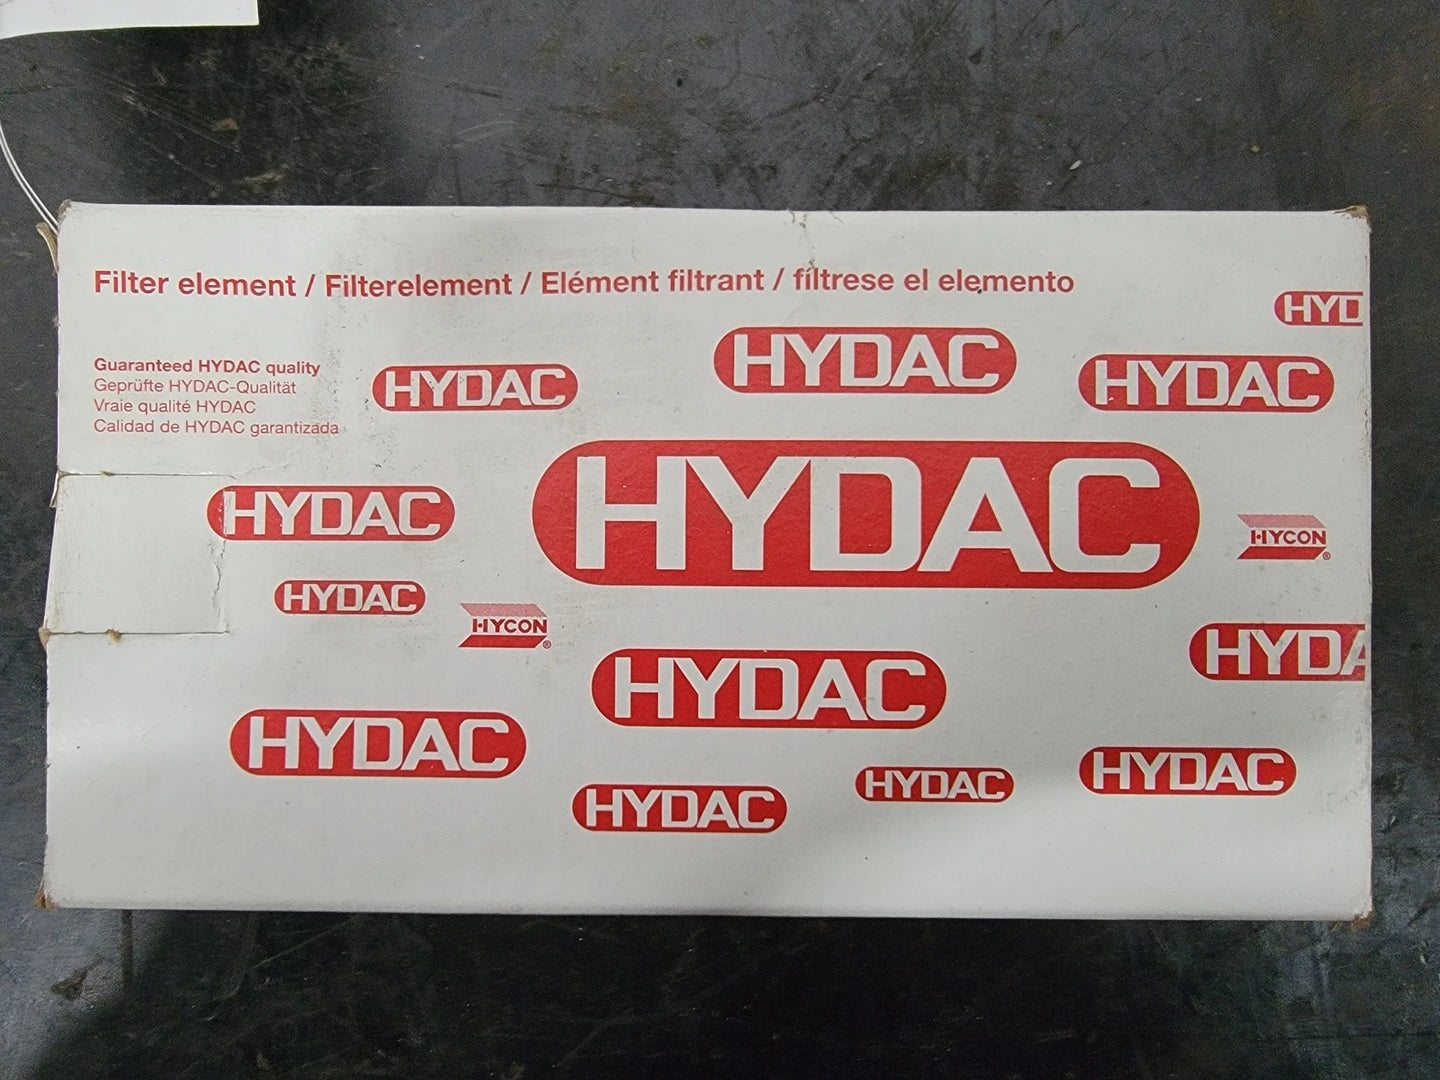 Filter element / Filterelement / Elément filtrant / fíltrese el elemento
HYD
Guaranteed HYDAC quality
Geprüfte HYDAC-Qualität
Vraie qualité HYDAC
Calidad de HYDAC garantizada
HYDAC
HYDAC
HYDAC
HYDAC
HYDAC
HYCON®
HYDAC
HYCON®
HYDAC
HYDA
HYDAC
HYDAC
HYDAC
HYDAC